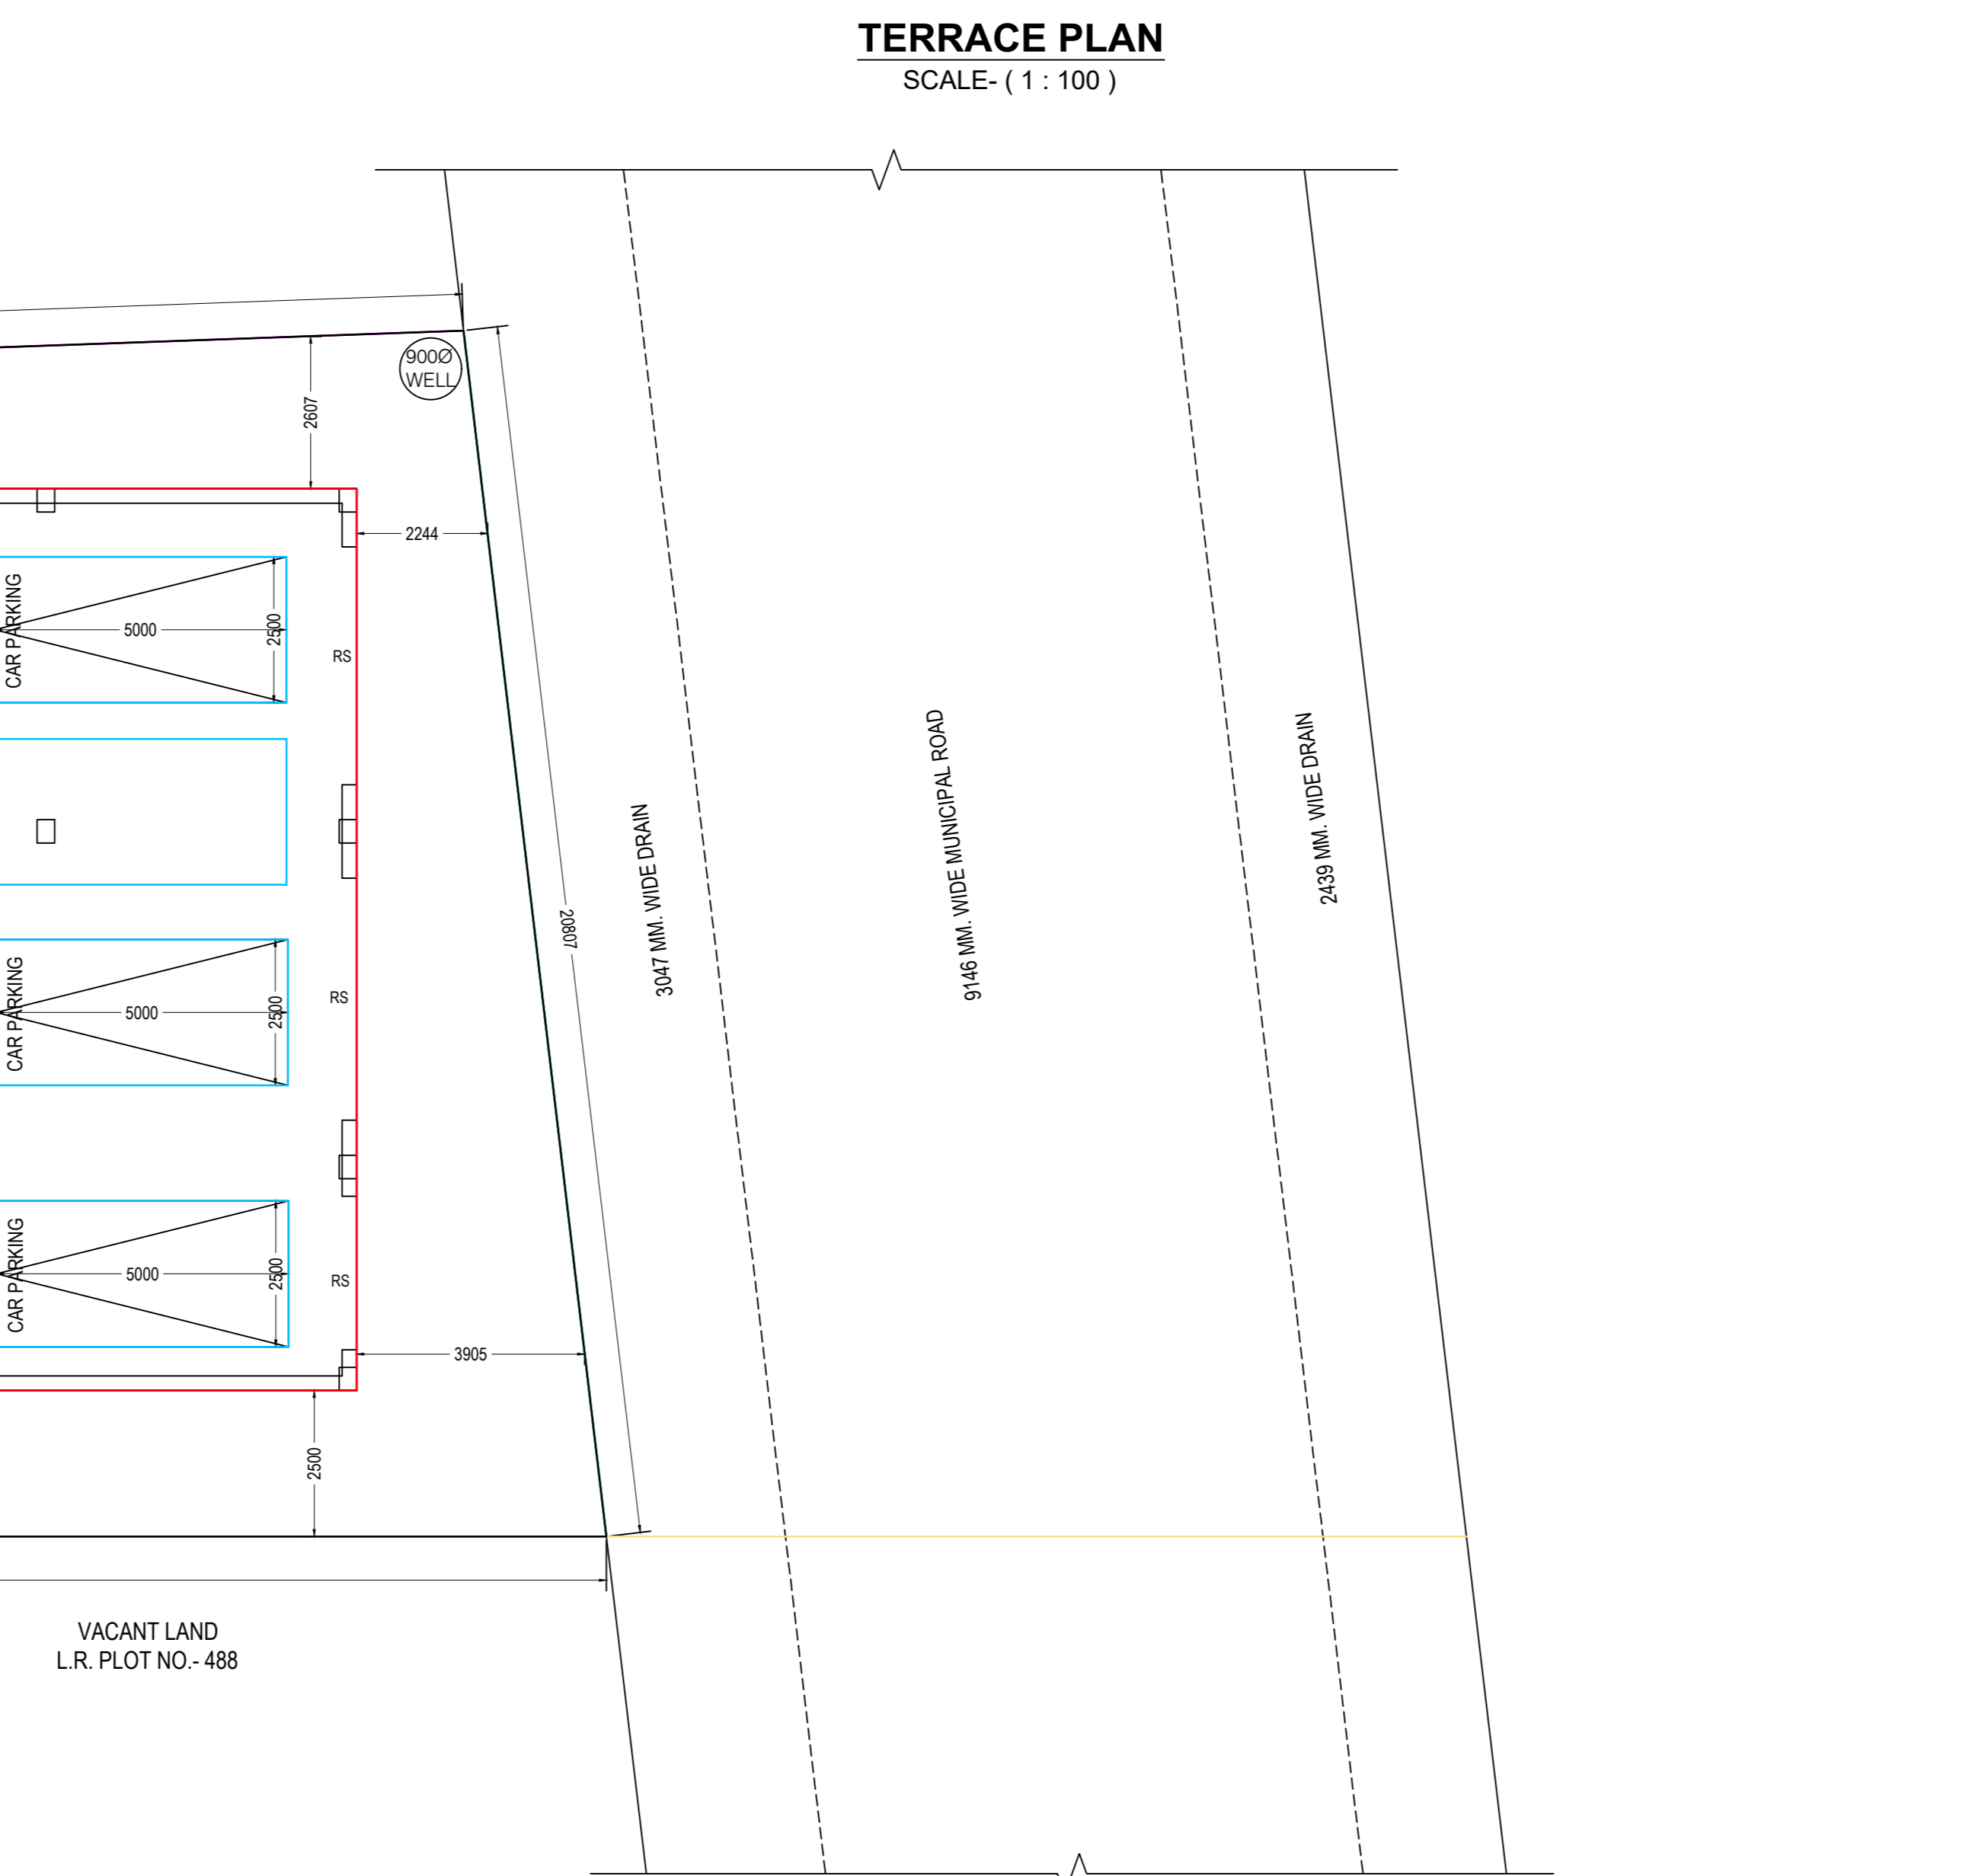 TERRACE PLAN
SCALE- ( 1 : 100 )
900Ø
WELL
2607
2244
CAR PARKING
5000
2500
RS
3047 MM. WIDE DRAIN
9146 MM. WIDE MUNICIPAL ROAD
2439 MM. WIDE DRAIN
20807
CAR PARKING
5000
2500
RS
CAR PARKING
5000
2500
RS
3905
2500
VACANT LAND
L.R. PLOT NO.- 488